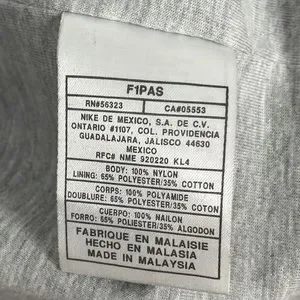 F1PAS
RN#56323 CA#05553
NIKE DE MEXICO, S.A. DE C.V.
ONTARIO #1107, COL. PROVIDENCIA
GUADALAJARA, JALISCO 44630
MEXICO
RFC# NME 920220 KL4
BODY: 100% NYLON
LINING: 65% POLYESTER/35% COTTON
CORPS: 100% POLYAMIDE
DOUBLURE: 65% POLYESTER/35% COTON
CUERPO: 100% NAILON
FORRO: 65% POLIESTER/35% ALGODON
FABRIQUE EN MALAISIE
HECHO EN MALASIA
MADE IN MALAYSIA